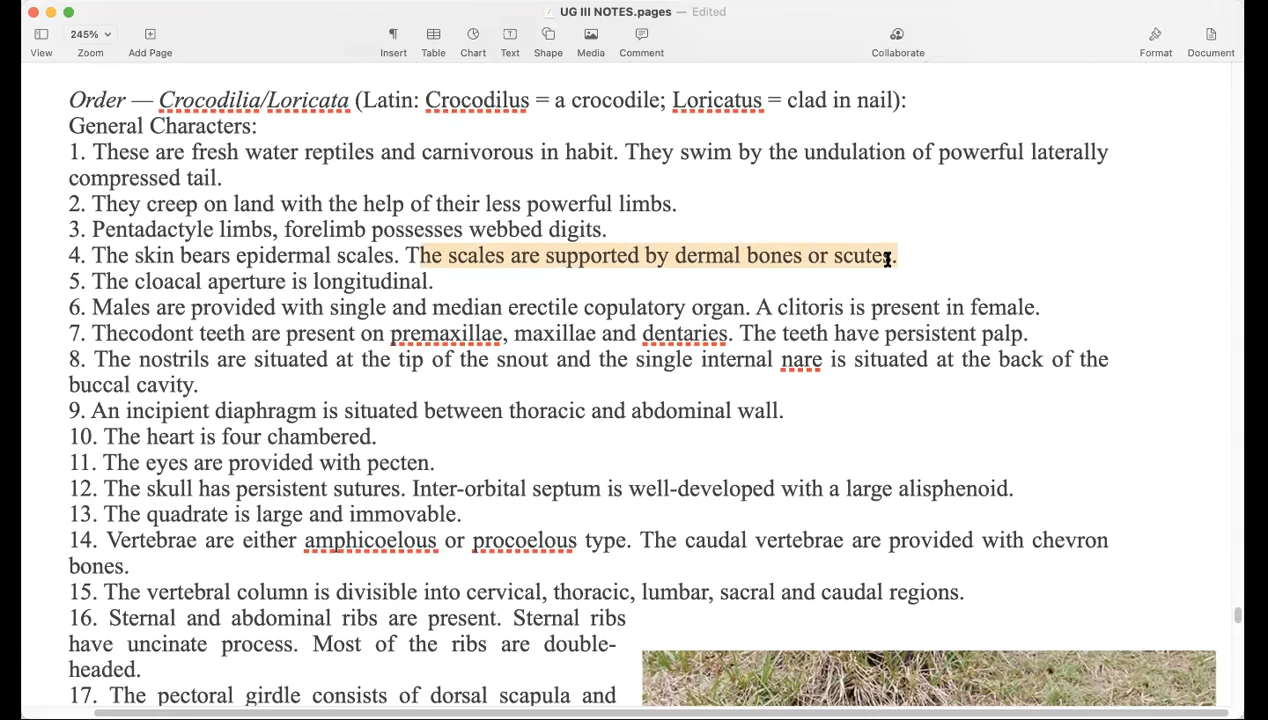 UG III NOTES.pages — Edited
245%
View Zoom Add Page Insert Table Chart Text Shape Media Comment Collaborate Format Document
Order — Crocodilia/Loricata (Latin: Crocodilus = a crocodile; Loricatus = clad in nail):
General Characters:
1. These are fresh water reptiles and carnivorous in habit. They swim by the undulation of powerful laterally
compressed tail.
2. They creep on land with the help of their less powerful limbs.
3. Pentadactyle limbs, forelimb possesses webbed digits.
4. The skin bears epidermal scales. The scales are supported by dermal bones or scutes.
5. The cloacal aperture is longitudinal.
6. Males are provided with single and median erectile copulatory organ. A clitoris is present in female.
7. Thecodont teeth are present on premaxillae, maxillae and dentaries. The teeth have persistent palp.
8. The nostrils are situated at the tip of the snout and the single internal nare is situated at the back of the
buccal cavity.
9. An incipient diaphragm is situated between thoracic and abdominal wall.
10. The heart is four chambered.
11. The eyes are provided with pecten.
12. The skull has persistent sutures. Inter-orbital septum is well-developed with a large alisphenoid.
13. The quadrate is large and immovable.
14. Vertebrae are either amphicoelous or procoelous type. The caudal vertebrae are provided with chevron
bones.
15. The vertebral column is divisible into cervical, thoracic, lumbar, sacral and caudal regions.
16. Sternal and abdominal ribs are present. Sternal ribs
have uncinate process. Most of the ribs are double-
headed.
17. The pectoral girdle consists of dorsal scapula and